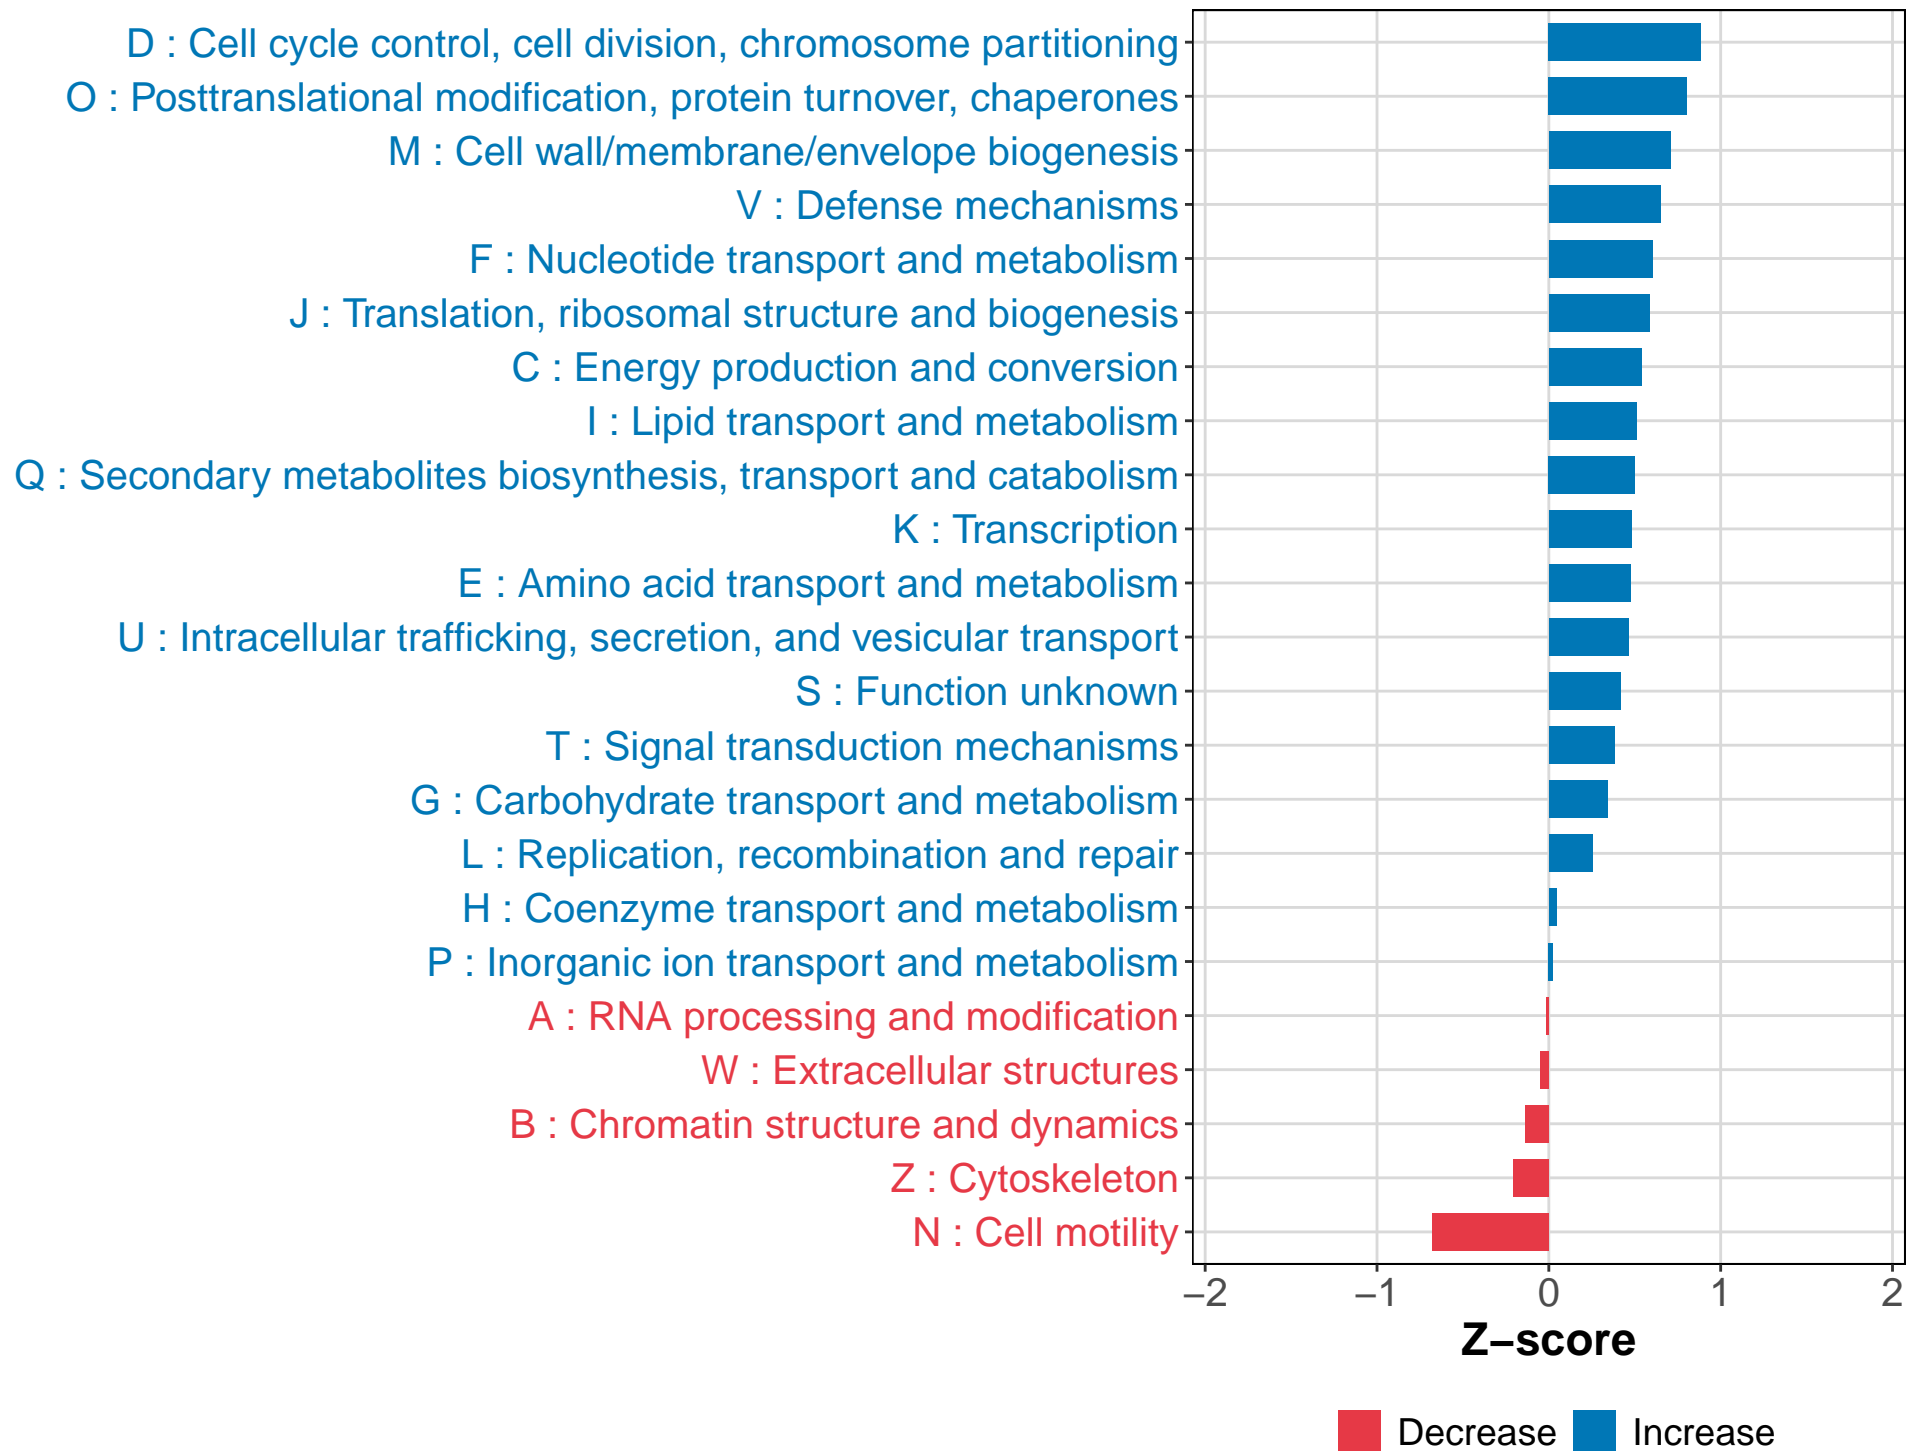 D : Cell cycle control, cell division, chromosome partitioning
O : Posttranslational modification, protein turnover, chaperones
M : Cell wall/membrane/envelope biogenesis
V : Defense mechanisms
F : Nucleotide transport and metabolism
J : Translation, ribosomal structure and biogenesis
C : Energy production and conversion
I : Lipid transport and metabolism
Q : Secondary metabolites biosynthesis, transport and catabolism
K : Transcription
E : Amino acid transport and metabolism
U : Intracellular trafficking, secretion, and vesicular transport
S : Function unknown
T : Signal transduction mechanisms
G : Carbohydrate transport and metabolism
L : Replication, recombination and repair
H : Coenzyme transport and metabolism
P : Inorganic ion transport and metabolism
A : RNA processing and modification
W : Extracellular structures
B : Chromatin structure and dynamics
Z : Cytoskeleton
N : Cell motility
−2 −1 0 1 2
Z−score
Decrease Increase